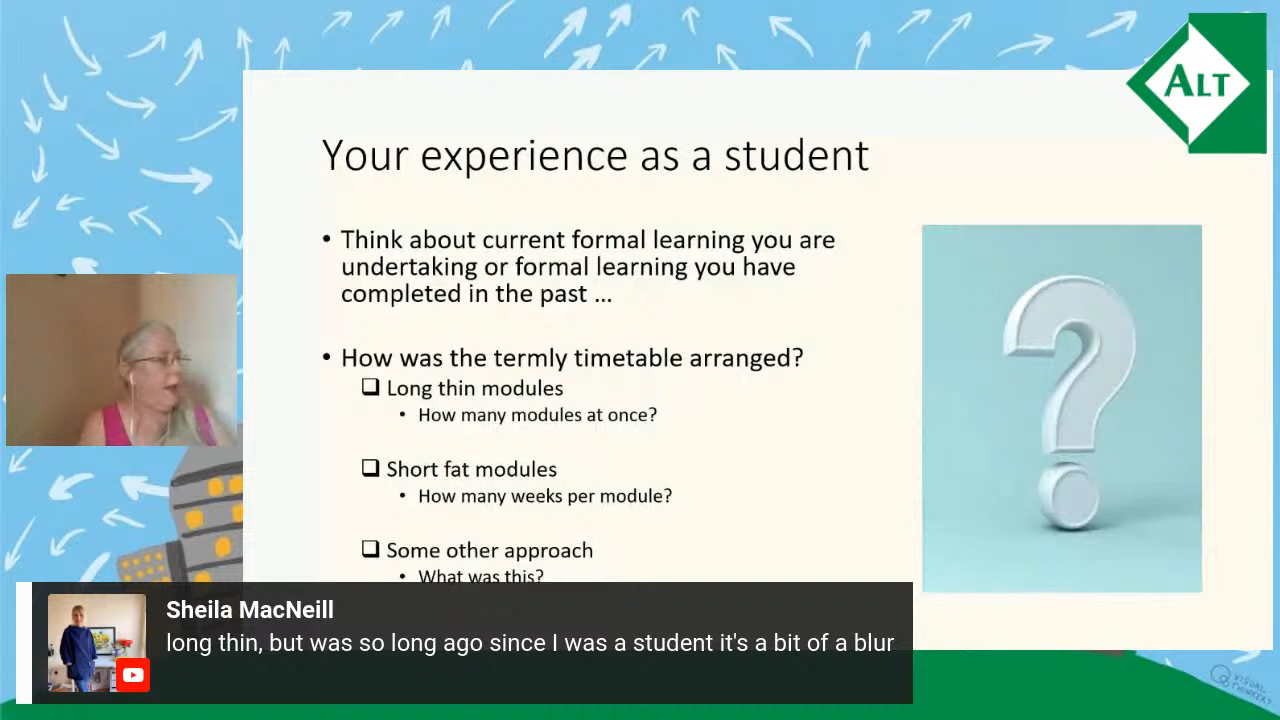 ALT
Your experience as a student
• Think about current formal learning you are
undertaking or formal learning you have
completed in the past ...
• How was the termly timetable arranged?
❑ Long thin modules
• How many modules at once?
❑ Short fat modules
• How many weeks per module?
❑ Some other approach
• What was this?
Sheila MacNeill
long thin, but was so long ago since I was a student it's a bit of a blur
VISUAL
THINKERY